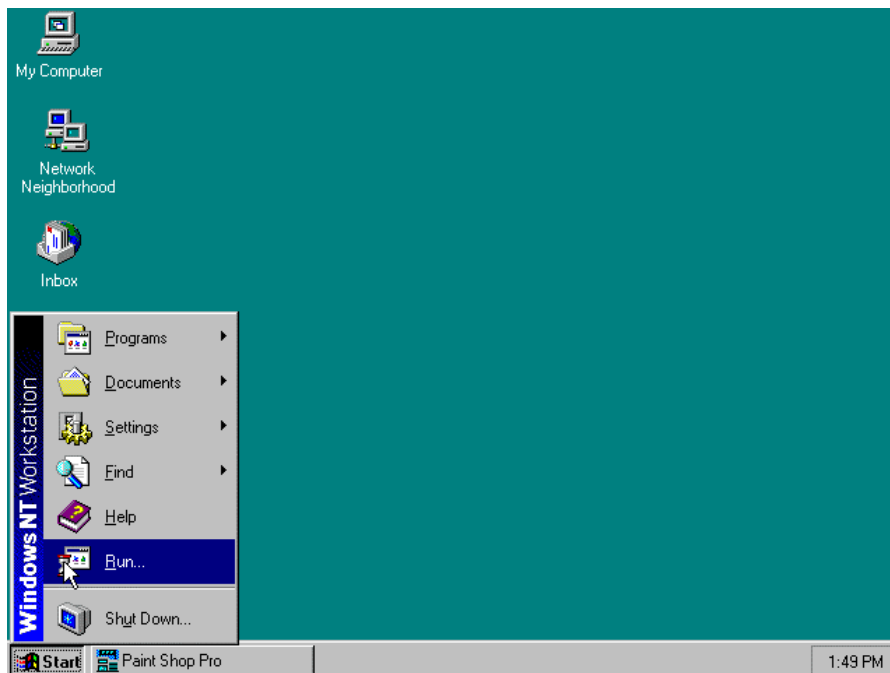 My Computer
Network
Neighborhood
Inbox
Programs
Documents
Settings
Find
Help
Run...
Shut Down...
Windows NT Workstation
Start
Paint Shop Pro
1:49 PM